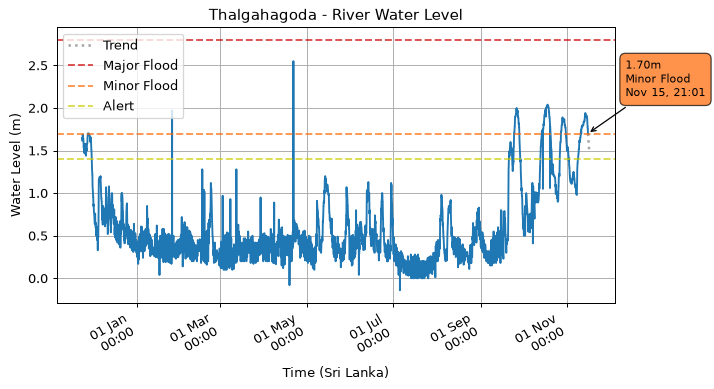 Thalgahagoda - River Water Level
Trend
Major Flood
Minor Flood
Alert
1.70m
Minor Flood
Nov 15, 21:01
Water Level (m)
2.5
2.0
1.5
1.0
0.5
0.0
01 Jan
00:00
01 Mar
00:00
01 May
00:00
01 Jul
00:00
01 Sep
00:00
01 Nov
00:00
Time (Sri Lanka)